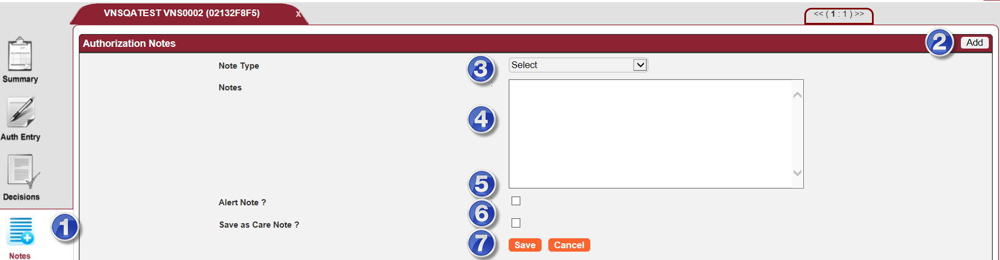 VNSQATEST VNS0002 (02132F8F5) x
<< ( 1 : 1 ) >>
Authorization Notes
2 Add
Summary
Note Type 3 Select
Notes :
4
Auth Entry
5
Decisions
Alert Note ? :
6
Save as Care Note ?
1
7 Save Cancel
Notes